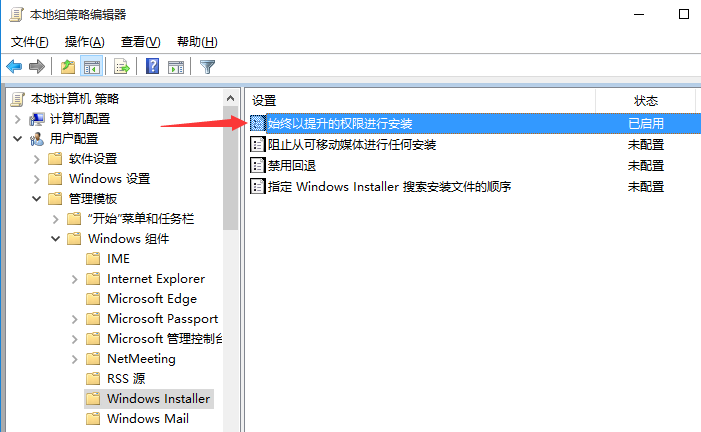 本地组策略编辑器
文件(F) 操作(A) 查看(V) 帮助(H)
本地计算机 策略
计算机配置
用户配置
软件设置
Windows 设置
管理模板
“开始”菜单和任务栏
Windows 组件
IME
Internet Explorer
Microsoft Edge
Microsoft Passport
Microsoft 管理控制台
NetMeeting
RSS 源
Windows Installer
Windows Mail
设置 状态
始终以提升的权限进行安装 已启用
阻止从可移动媒体进行任何安装 未配置
禁用回退 未配置
指定 Windows Installer 搜索安装文件的顺序 未配置